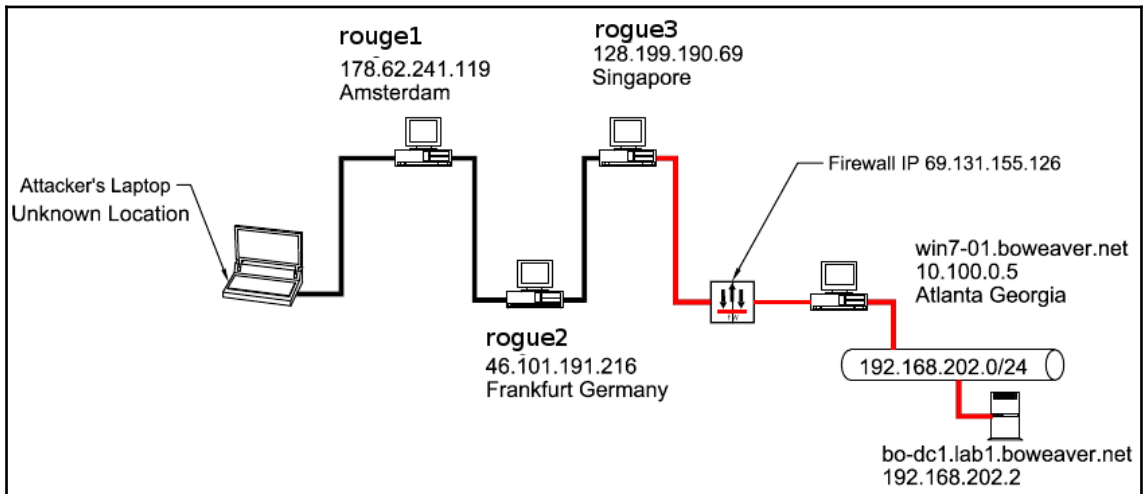 rouge1
178.62.241.119
Amsterdam
rogue3
128.199.190.69
Singapore
Firewall IP 69.131.155.126
Attacker's Laptop
Unknown Location
win7-01.boweaver.net
10.100.0.5
Atlanta Georgia
rogue2
46.101.191.216
Frankfurt Germany
192.168.202.0/24
bo-dc1.lab1.boweaver.net
192.168.202.2